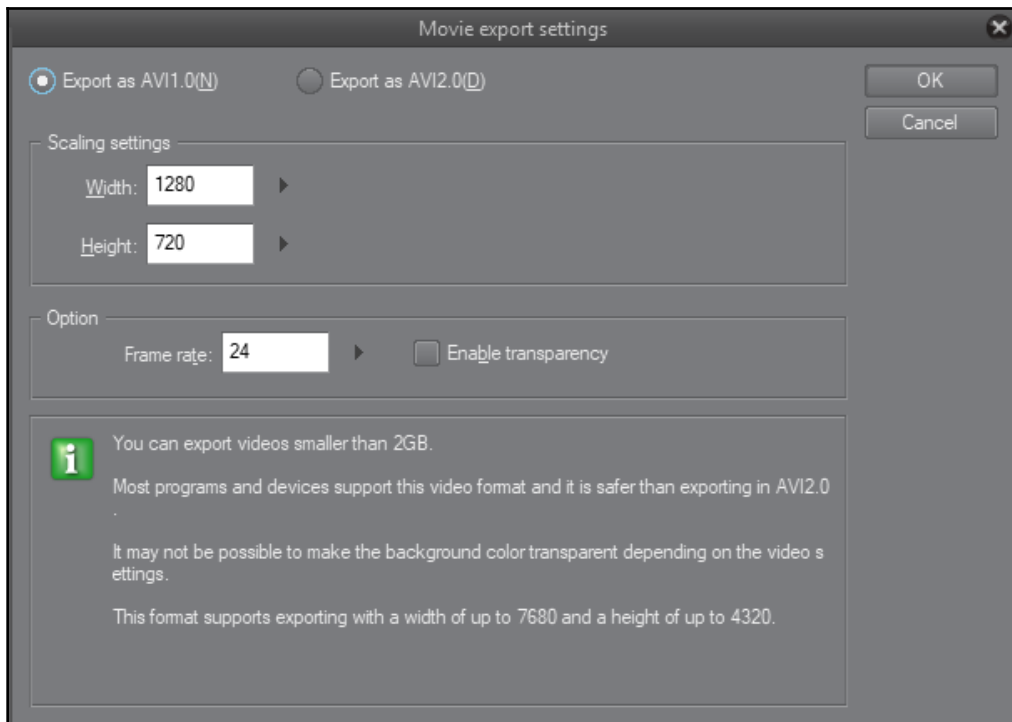 Movie export settings
Export as AVI1.0(N)
Export as AVI2.0(D)
OK
Cancel
Scaling settings
Width: 1280
Height: 720
Option
Frame rate: 24
Enable transparency
You can export videos smaller than 2GB.
Most programs and devices support this video format and it is safer than exporting in AVI2.0
.
It may not be possible to make the background color transparent depending on the video s
ettings.
This format supports exporting with a width of up to 7680 and a height of up to 4320.